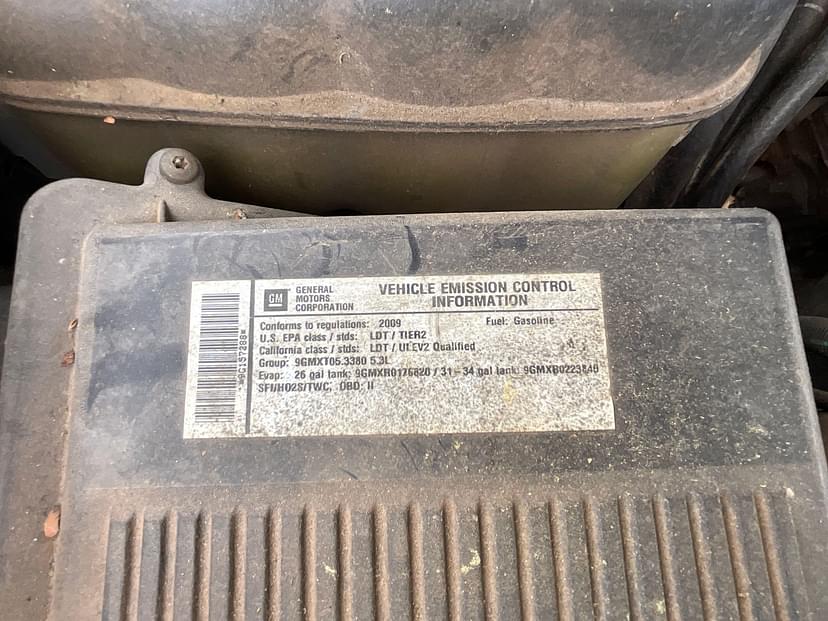 GM
GENERAL
MOTORS
CORPORATION
VEHICLE EMISSION CONTROL
INFORMATION
Conforms to regulations: 2009 Fuel: Gasoline
U.S. EPA class / stds: LDT / TIER2
California class / stds: LDT / ULEV2 Qualified
Group: 9GMXT05.3380 5.3L
Evap: 26 gal tank: 9GMXR0176820 / 31-34 gal tank: 9GMXR0223840
SFI/HO2S/TWC, OBD: II
*9G157288*